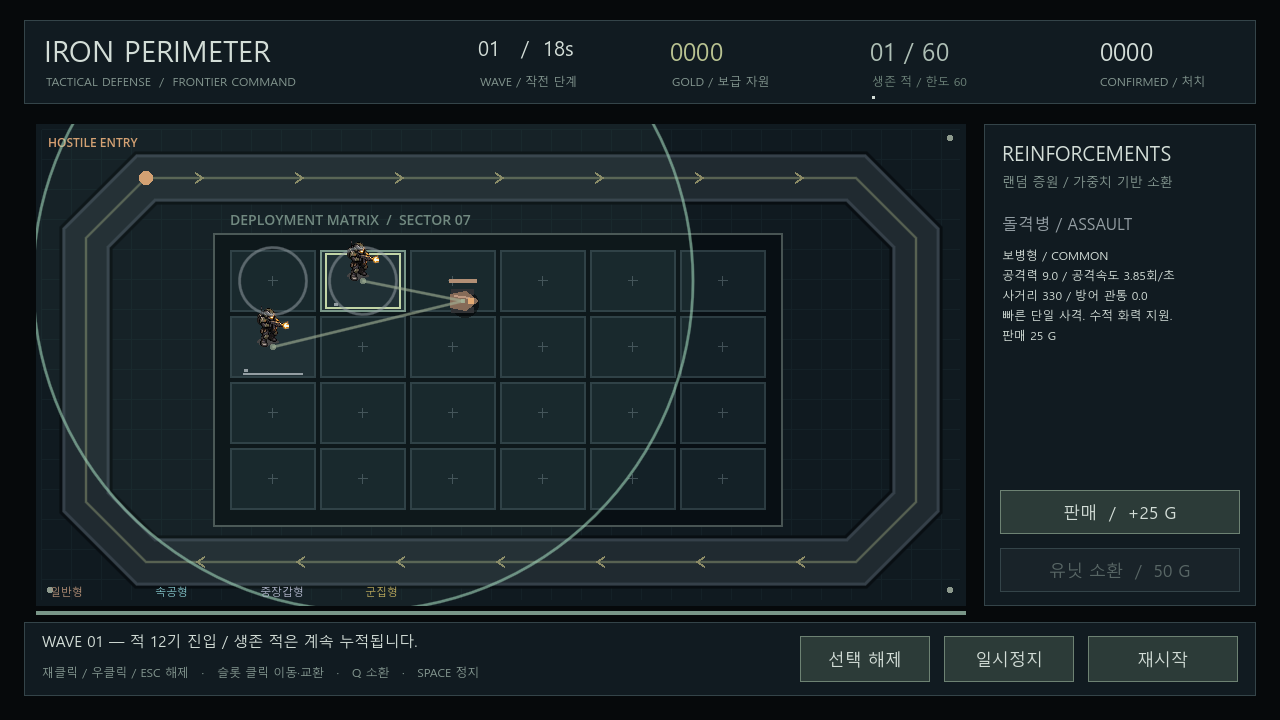 IRON PERIMETER
TACTICAL DEFENSE / FRONTIER COMMAND
01 / 18s
WAVE / 작전 단계
0000
GOLD / 보급 자원
01 / 60
생존 적 / 한도 60
0000
CONFIRMED / 처치
HOSTILE ENTRY
DEPLOYMENT MATRIX / SECTOR 07
일반형
속공형
중장갑형
군집형
REINFORCEMENTS
랜덤 증원 / 가중치 기반 소환
돌격병 / ASSAULT
보병형 / COMMON
공격력 9.0 / 공격속도 3.85회/초
사거리 330 / 방어 관통 0.0
빠른 단일 사격. 수적 화력 지원.
판매 25 G
판매 / +25 G
유닛 소환 / 50 G
WAVE 01 — 적 12기 진입 / 생존 적은 계속 누적됩니다.
재클릭 / 우클릭 / ESC 해제 · 슬롯 클릭 이동·교환 · Q 소환 · SPACE 정지
선택 해제
일시정지
재시작